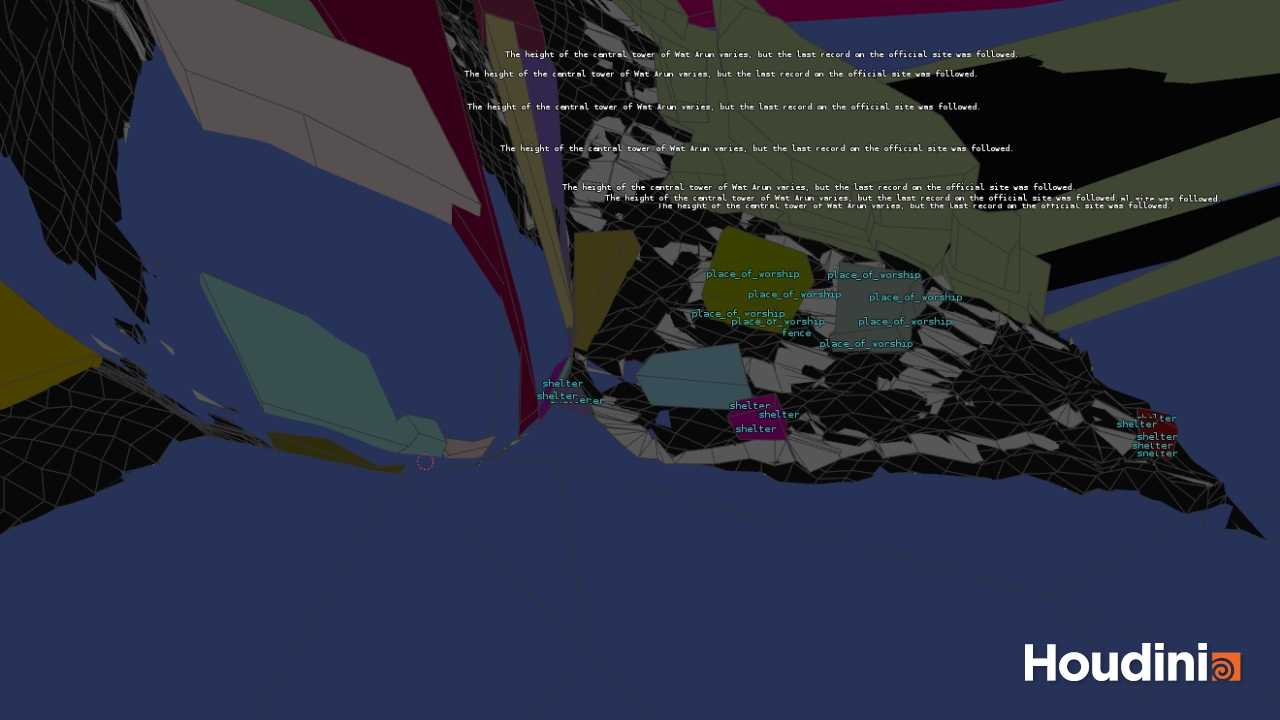 The height of the central tower of Wat Arun varies, but the last record on the official site was followed.
The height of the central tower of Wat Arun varies, but the last record on the official site was followed.
The height of the central tower of Wat Arun varies, but the last record on the official site was followed.
The height of the central tower of Wat Arun varies, but the last record on the official site was followed.
The height of the central tower of Wat Arun varies, but the last record on the official site was followed.
The height of the central tower of Wat Arun varies, but the last record on the official site was followed. site was followed.
The height of the central tower of Wat Arun varies, but the last record on the official site was followed.
place_of_worship place_of_worship
place_of_worship place_of_worship
place_of_worship
place_of_worship place_of_worship
fence
place_of_worship
shelter
shelter
shelter
shelter
shelter
shelter
shelter
shelter
shelter
shelter
Houdini